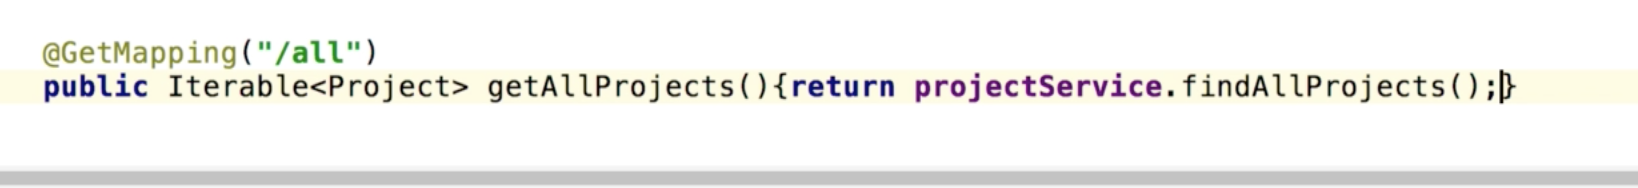 @GetMapping("/all")
public Iterable<Project> getAllProjects(){return projectService.findAllProjects();}